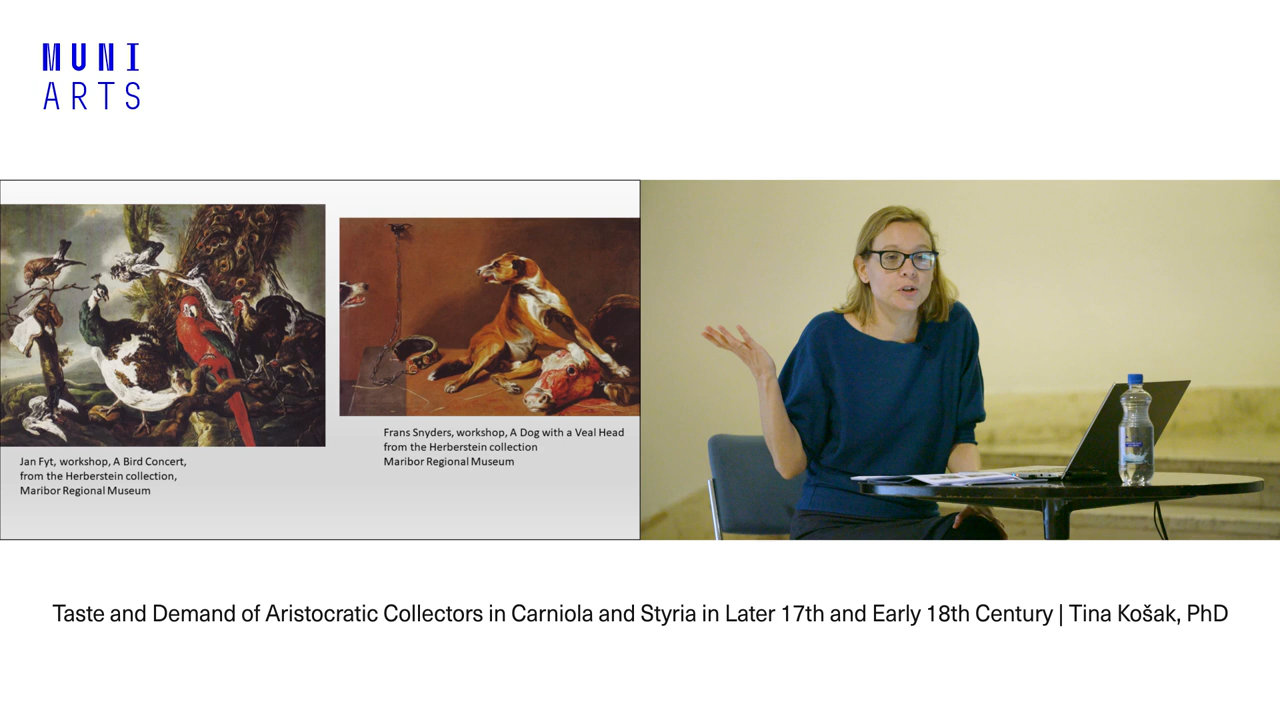 MUNI
ARTS
Jan Fyt, workshop, A Bird Concert,
from the Herberstein collection,
Maribor Regional Museum
Frans Snyders, workshop, A Dog with a Veal Head
from the Herberstein collection
Maribor Regional Museum
Taste and Demand of Aristocratic Collectors in Carniola and Styria in Later 17th and Early 18th Century | Tina Košak, PhD